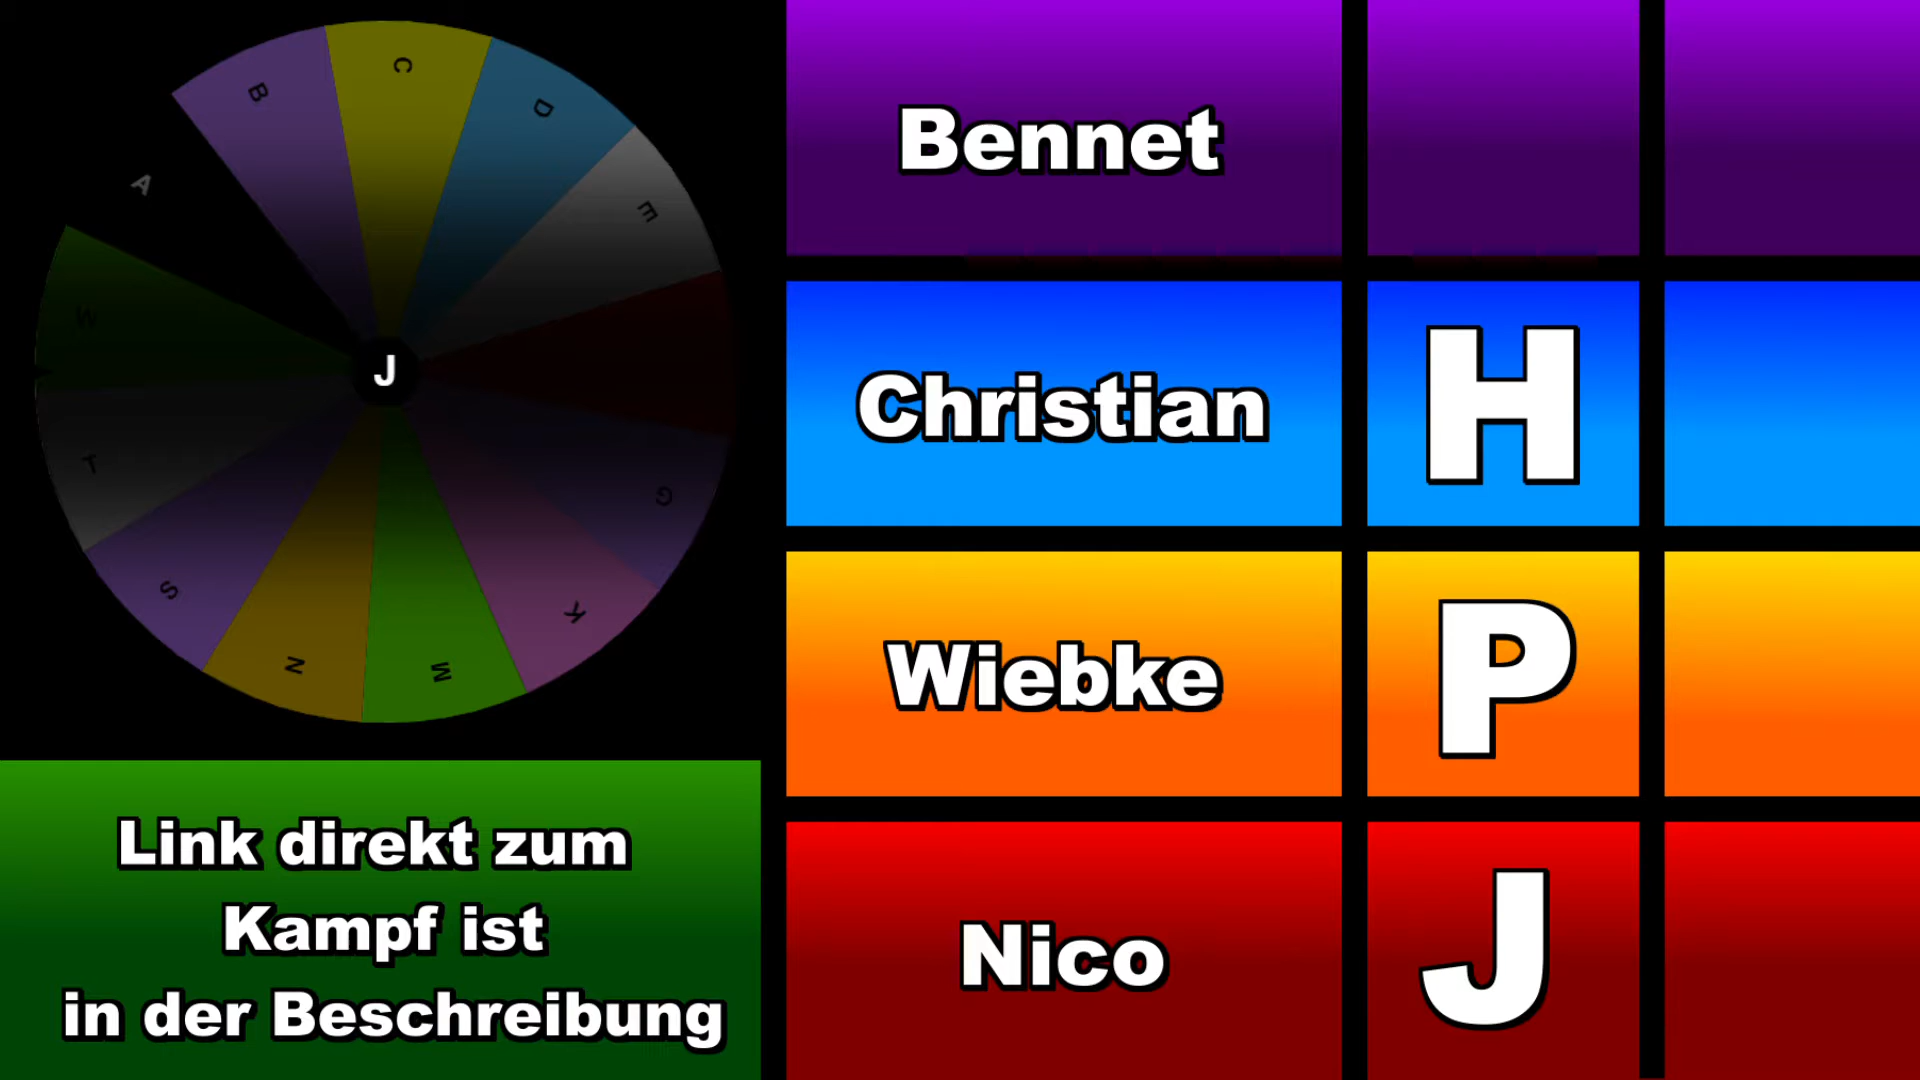 A
B
C
D
E
G
K
M
N
S
T
W
J
Bennet
Christian
H
Wiebke
P
Nico
J
Link direkt zum
Kampf ist
in der Beschreibung